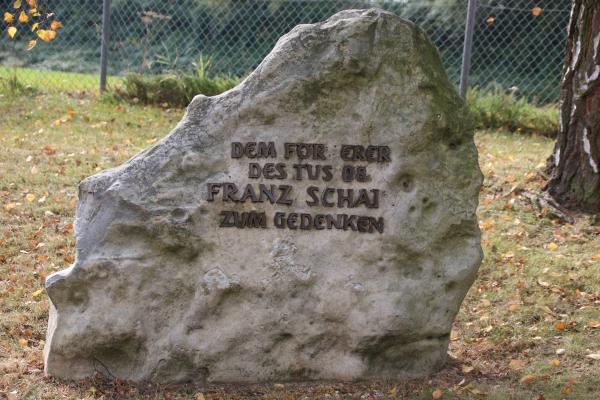 DEM FÖR ERER
DES TUS 08
FRANZ SCHAI
ZUM GEDENKEN